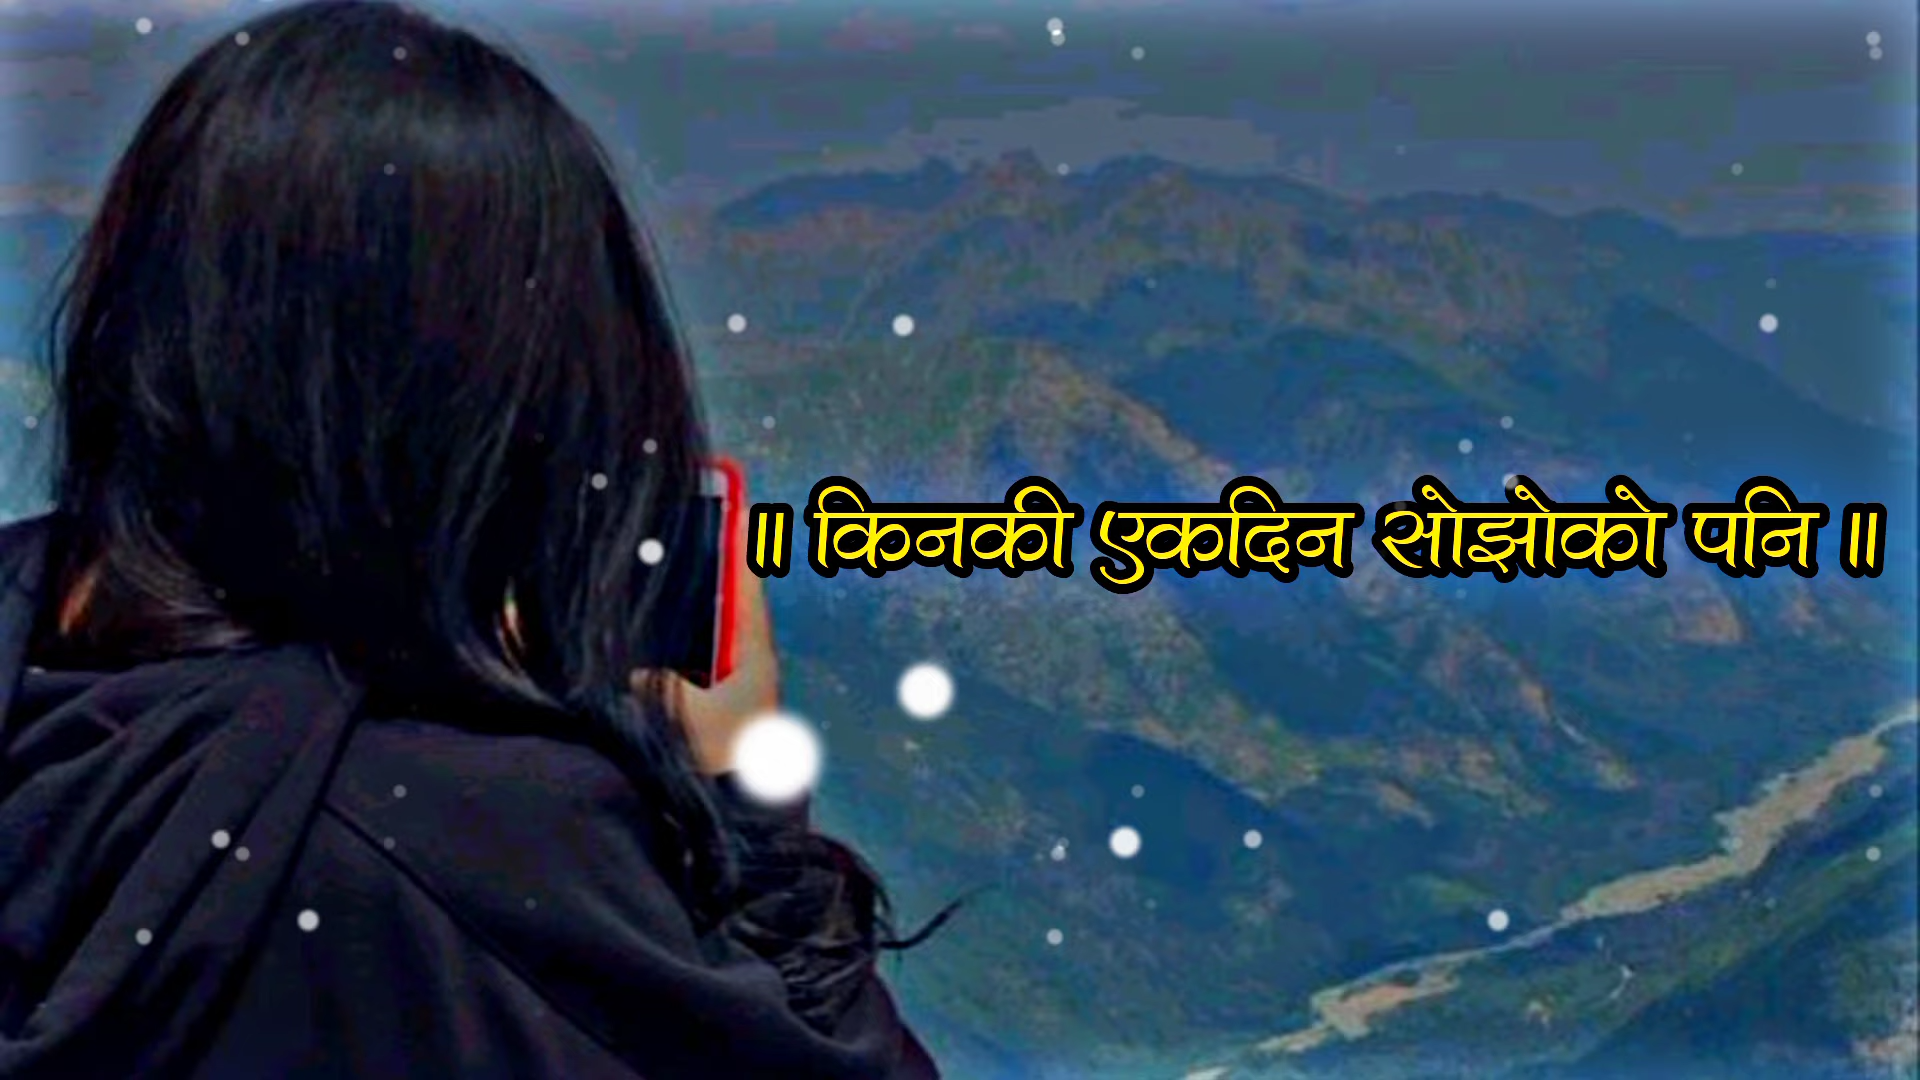 ॥ किनकी एकदिन सोझोको पनि ॥